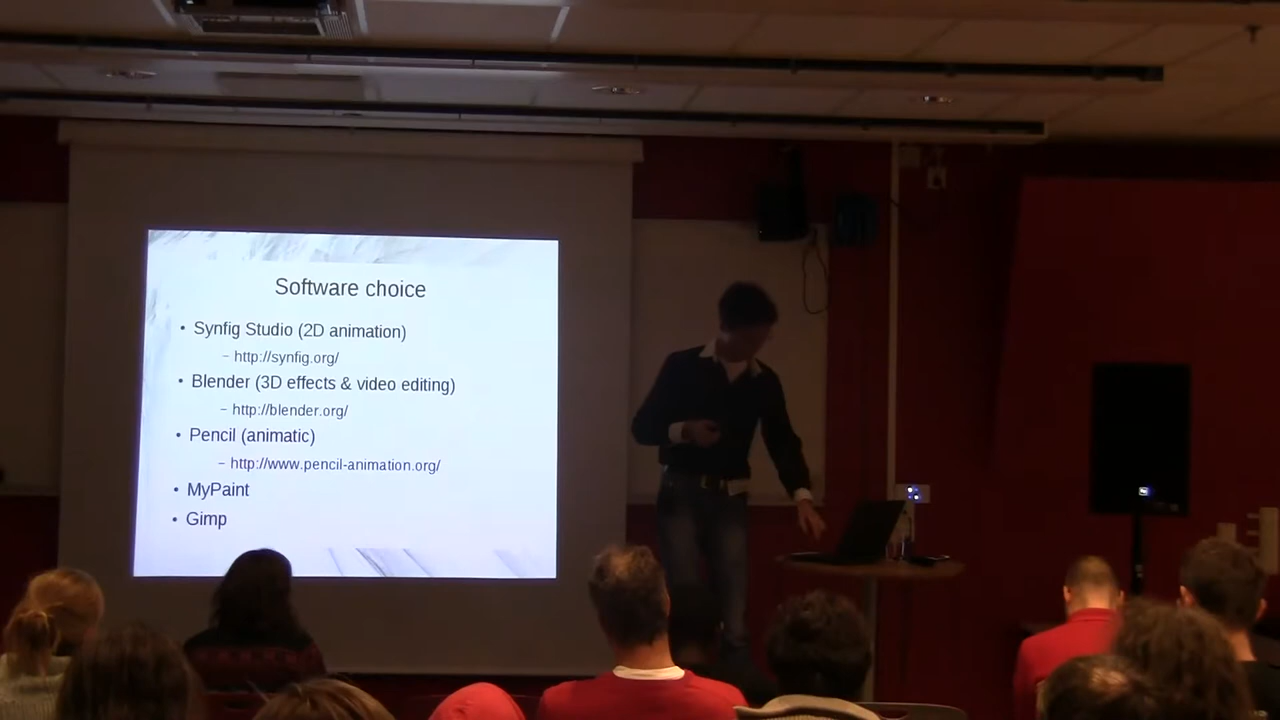 Software choice
• Synfig Studio (2D animation)
– http://synfig.org/
• Blender (3D effects & video editing)
– http://blender.org/
• Pencil (animatic)
– http://www.pencil-animation.org/
• MyPaint
• Gimp